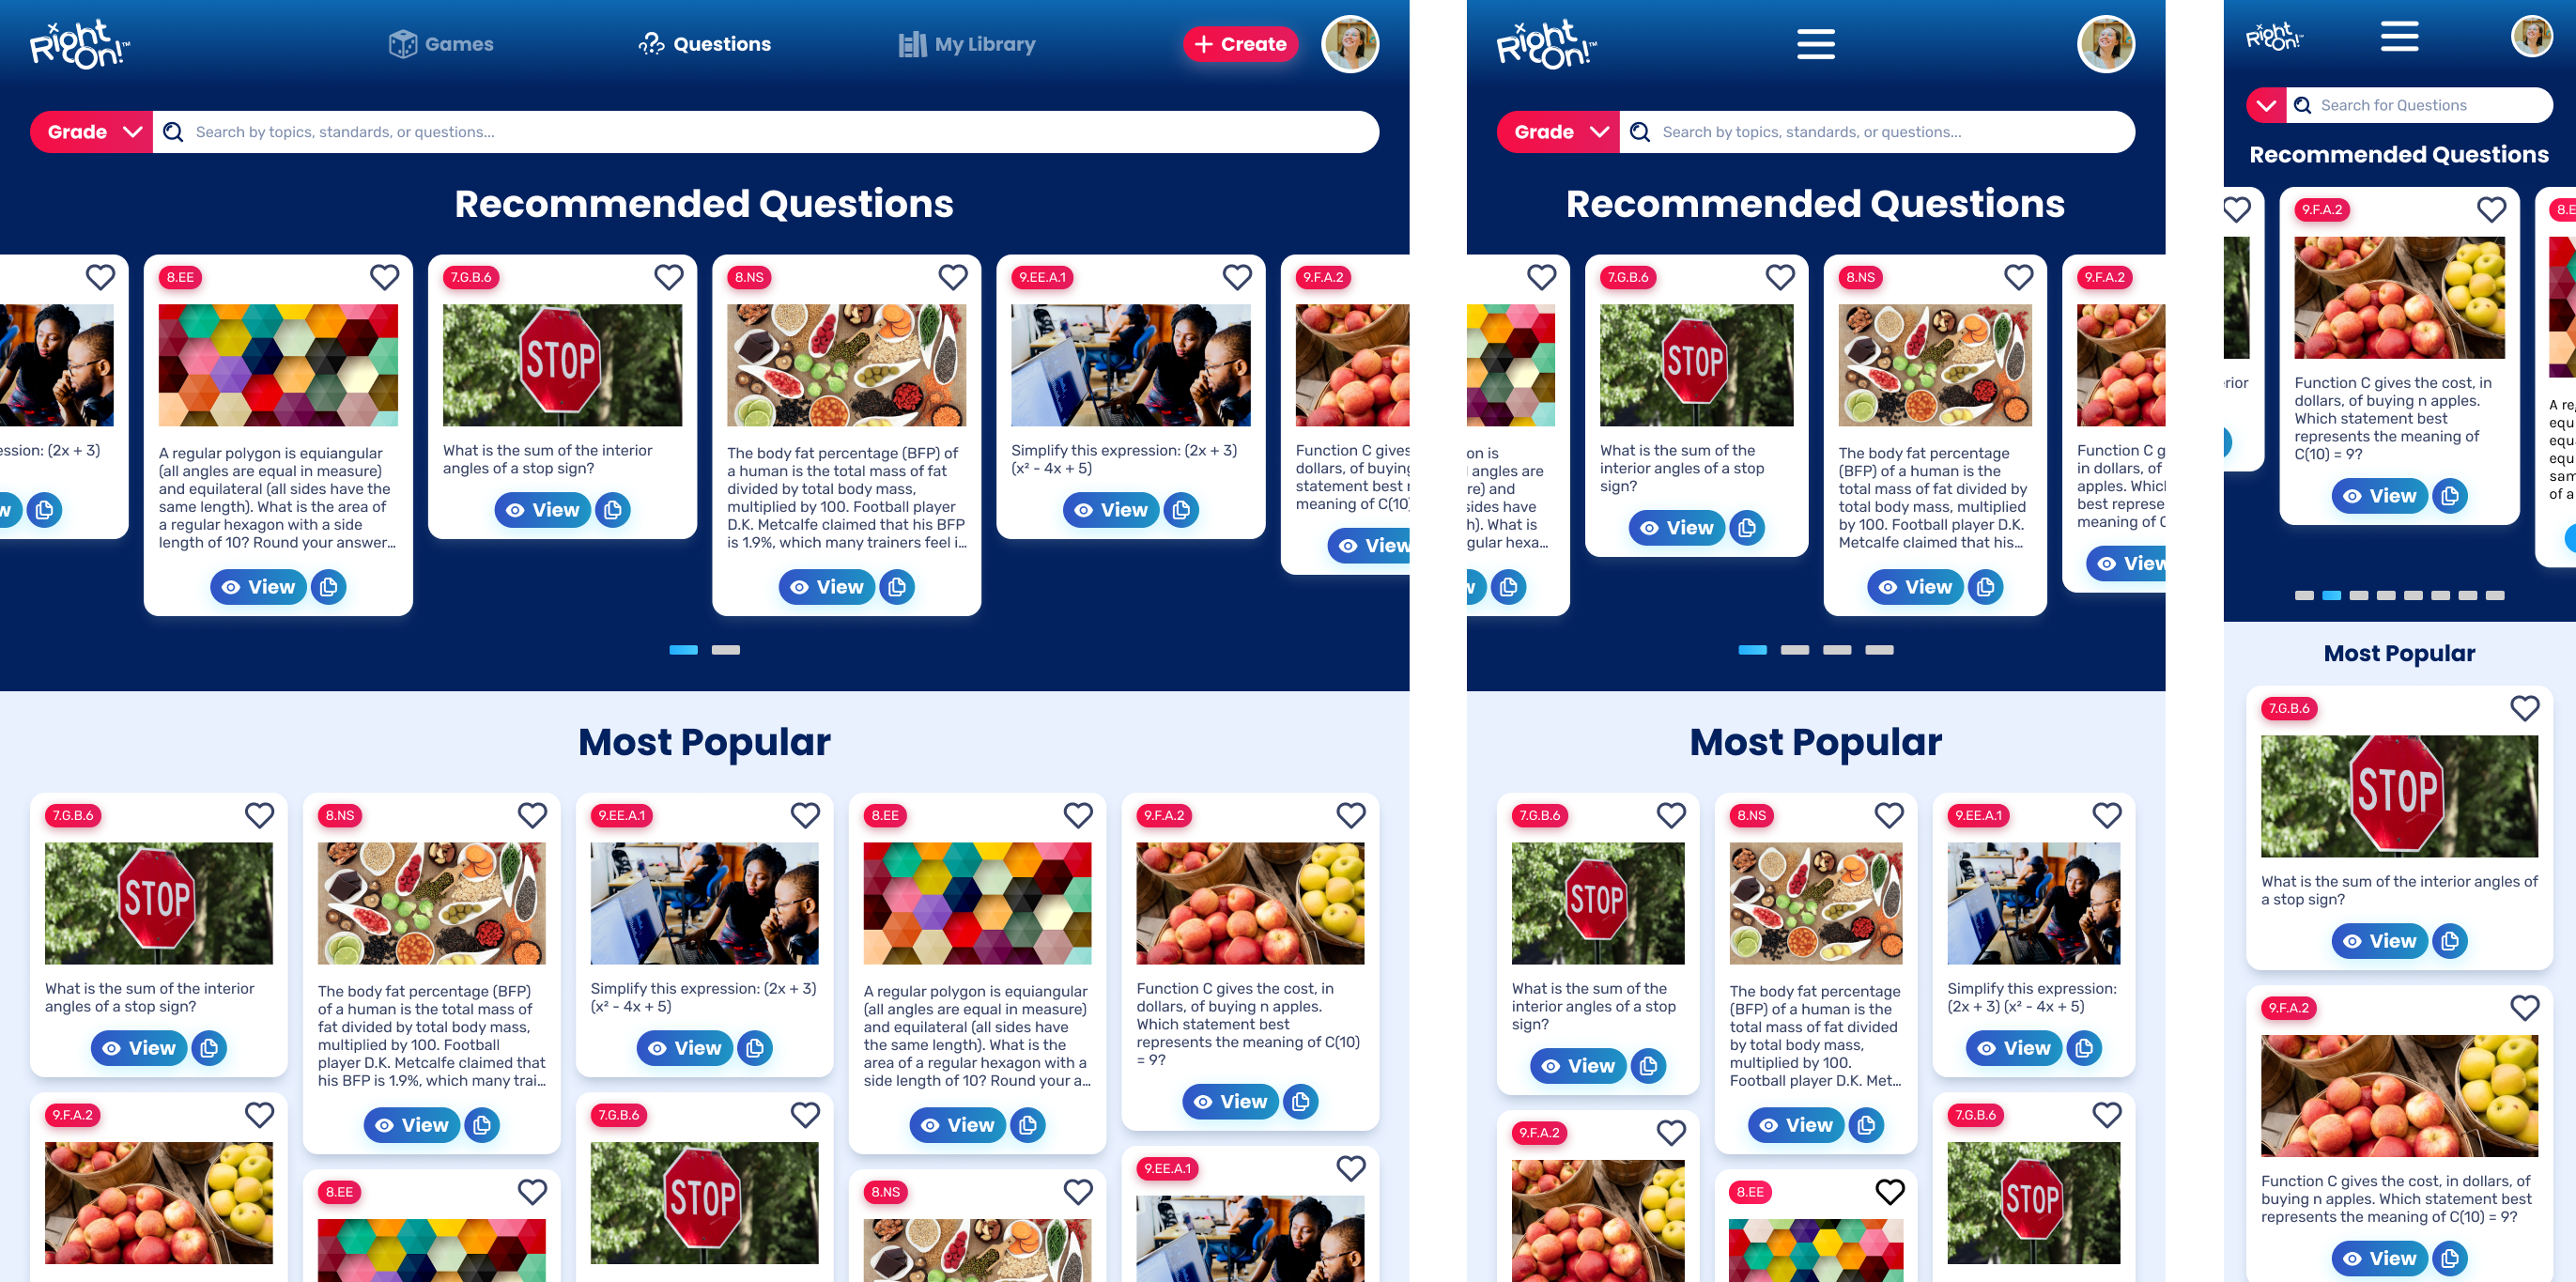 Right On!™
Games
Questions
My Library
Create
Grade
Search by topics, standards, or questions...
Recommended Questions
ession: (2x + 3)
w
8.EE
A regular polygon is equiangular
(all angles are equal in measure)
and equilateral (all sides have the
same length). What is the area of
a regular hexagon with a side
length of 10? Round your answer...
View
7.G.B.6
STOP
What is the sum of the interior
angles of a stop sign?
View
8.NS
The body fat percentage (BFP) of
a human is the total mass of fat
divided by total body mass,
multiplied by 100. Football player
D.K. Metcalfe claimed that his BFP
is 1.9%, which many trainers feel i...
View
9.EE.A.1
Simplify this expression: (2x + 3)
(x² - 4x + 5)
View
9.F.A.2
Function C gives
dollars, of buying
statement best r
meaning of C(10)
View
Most Popular
7.G.B.6
STOP
What is the sum of the interior
angles of a stop sign?
View
9.F.A.2
8.NS
The body fat percentage (BFP)
of a human is the total mass of
fat divided by total body mass,
multiplied by 100. Football
player D.K. Metcalfe claimed that
his BFP is 1.9%, which many trai...
View
8.EE
9.EE.A.1
Simplify this expression: (2x + 3)
(x² - 4x + 5)
View
7.G.B.6
STOP
8.EE
A regular polygon is equiangular
(all angles are equal in measure)
and equilateral (all sides have
the same length). What is the
area of a regular hexagon with a
side length of 10? Round your a...
View
8.NS
9.F.A.2
Function C gives the cost, in
dollars, of buying n apples.
Which statement best
represents the meaning of C(10)
= 9?
View
9.EE.A.1
Right On!™
Grade
Search by topics, standards, or questions...
Recommended Questions
on is
l angles are
re) and
sides have
h). What is
gular hexa...
w
7.G.B.6
STOP
What is the sum of the
interior angles of a stop
sign?
View
8.NS
The body fat percentage
(BFP) of a human is the
total mass of fat divided by
total body mass, multiplied
by 100. Football player D.K.
Metcalfe claimed that his...
View
9.F.A.2
Function C g
in dollars, of
apples. Whic
best represe
meaning of C
View
Most Popular
7.G.B.6
STOP
What is the sum of the
interior angles of a stop
sign?
View
9.F.A.2
8.NS
The body fat percentage
(BFP) of a human is the
total mass of fat divided
by total body mass,
multiplied by 100.
Football player D.K. Met...
View
8.EE
9.EE.A.1
Simplify this expression:
(2x + 3) (x² - 4x + 5)
View
7.G.B.6
STOP
Right On!™
Search for Questions
Recommended Questions
erior
9.F.A.2
Function C gives the cost, in
dollars, of buying n apples.
Which statement best
represents the meaning of
C(10) = 9?
View
8.E
A re
equ
equ
equ
sam
of a
Most Popular
7.G.B.6
STOP
What is the sum of the interior angles of
a stop sign?
View
9.F.A.2
Function C gives the cost, in dollars, of
buying n apples. Which statement best
represents the meaning of C(10) = 9?
View